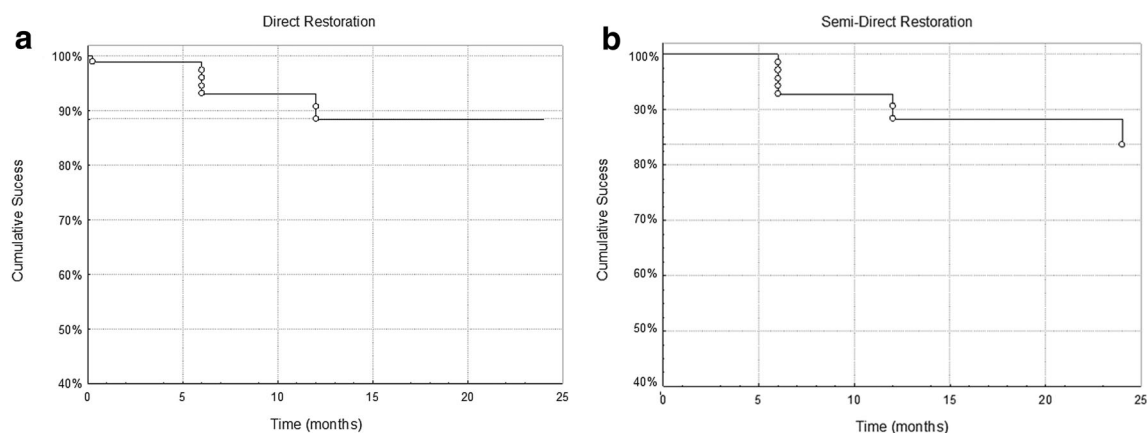 a
Direct Restoration
100%
90%
80%
70%
60%
50%
40%
0 5 10 15 20 25
Cumulative Sucess
Time (months)
b
Semi-Direct Restoration
100%
90%
80%
70%
60%
50%
40%
0 5 10 15 20 25
Cumulative Sucess
Time (months)